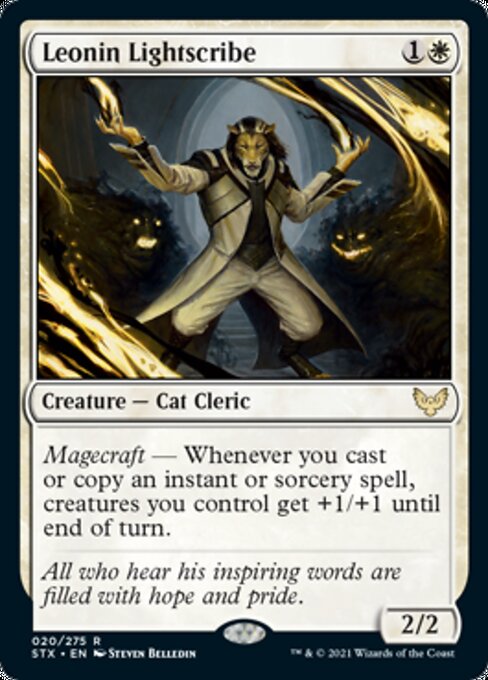 Leonin Lightscribe 1
Creature — Cat Cleric
Magecraft — Whenever you cast
or copy an instant or sorcery spell,
creatures you control get +1/+1 until
end of turn.
All who hear his inspiring words are
filled with hope and pride.
2/2
020/275 R
STX • EN Steven Belledin
™ & © 2021 Wizards of the Coast